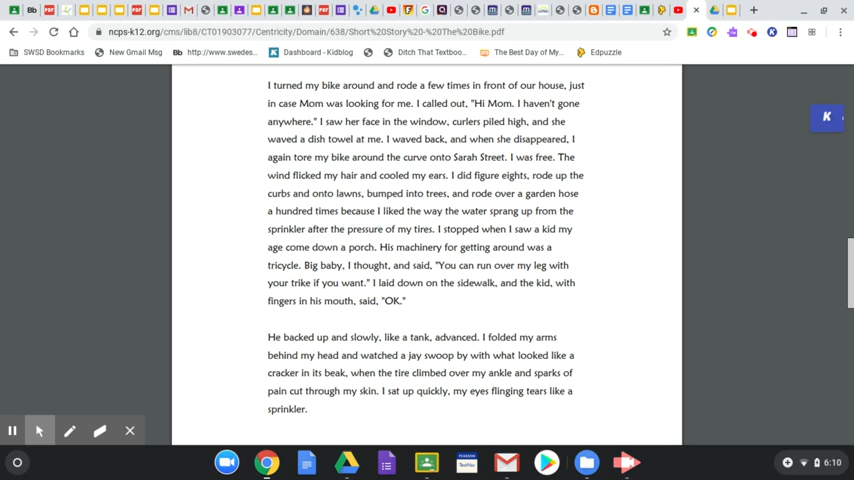 ncps-k12.org/cms/lib8/CT01903077/Centricity/Domain/638/Short%20Story%20-%20The%20Bike.pdf
SWSD Bookmarks New Gmail Msg Bb http://www.swedes... Dashboard - Kidblog Ditch That Textboo... The Best Day of My... Edpuzzle
I turned my bike around and rode a few times in front of our house, just
in case Mom was looking for me. I called out, "Hi Mom. I haven't gone
anywhere." I saw her face in the window, curlers piled high, and she
waved a dish towel at me. I waved back, and when she disappeared, I
again tore my bike around the curve onto Sarah Street. I was free. The
wind flicked my hair and cooled my ears. I did figure eights, rode up the
curbs and onto lawns, bumped into trees, and rode over a garden hose
a hundred times because I liked the way the water sprang up from the
sprinkler after the pressure of my tires. I stopped when I saw a kid my
age come down a porch. His machinery for getting around was a
tricycle. Big baby, I thought, and said, "You can run over my leg with
your trike if you want." I laid down on the sidewalk, and the kid, with
fingers in his mouth, said, "OK."
He backed up and slowly, like a tank, advanced. I folded my arms
behind my head and watched a jay swoop by with what looked like a
cracker in its beak, when the tire climbed over my ankle and sparks of
pain cut through my skin. I sat up quickly, my eyes flinging tears like a
sprinkler.
K
6:10